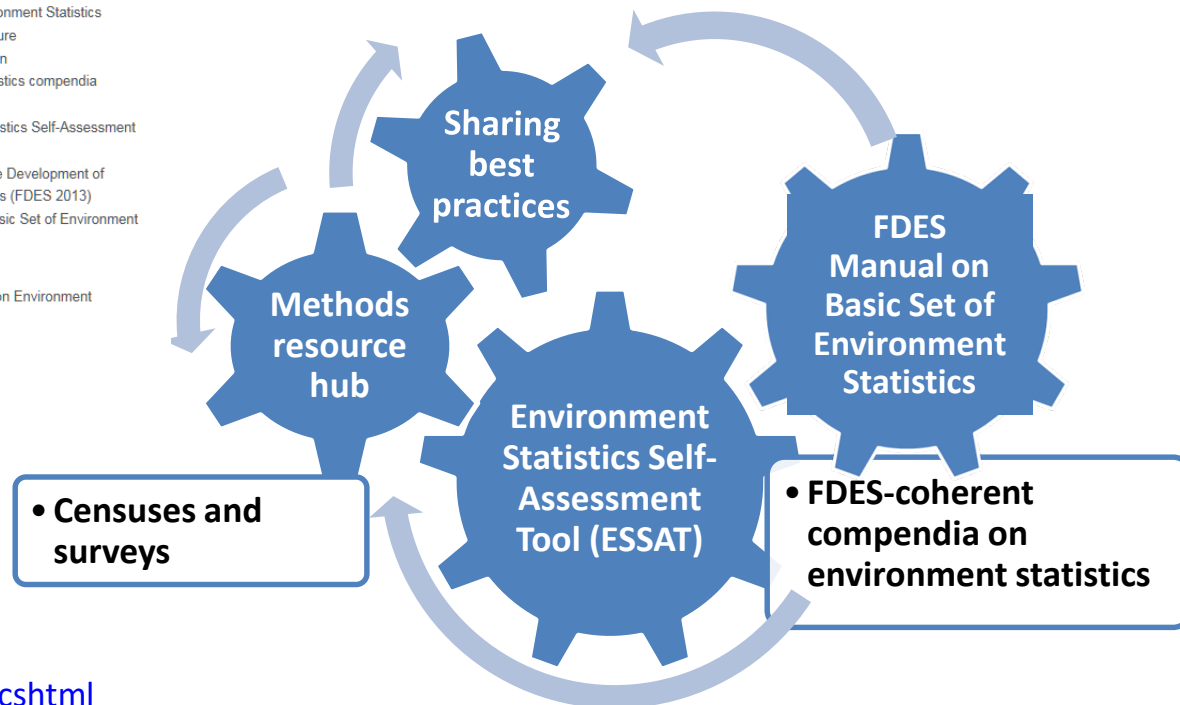 onment Statistics
ure
n
stics compendia
stics Self-Assessment
e Development of
s (FDES 2013)
sic Set of Environment
on Environment
Sharing
best
practices
Methods
resource
hub
FDES
Manual on
Basic Set of
Environment
Statistics
Environment
Statistics Self-
Assessment
Tool (ESSAT)
• Censuses and
surveys
• FDES-coherent
compendia on
environment statistics
cshtml